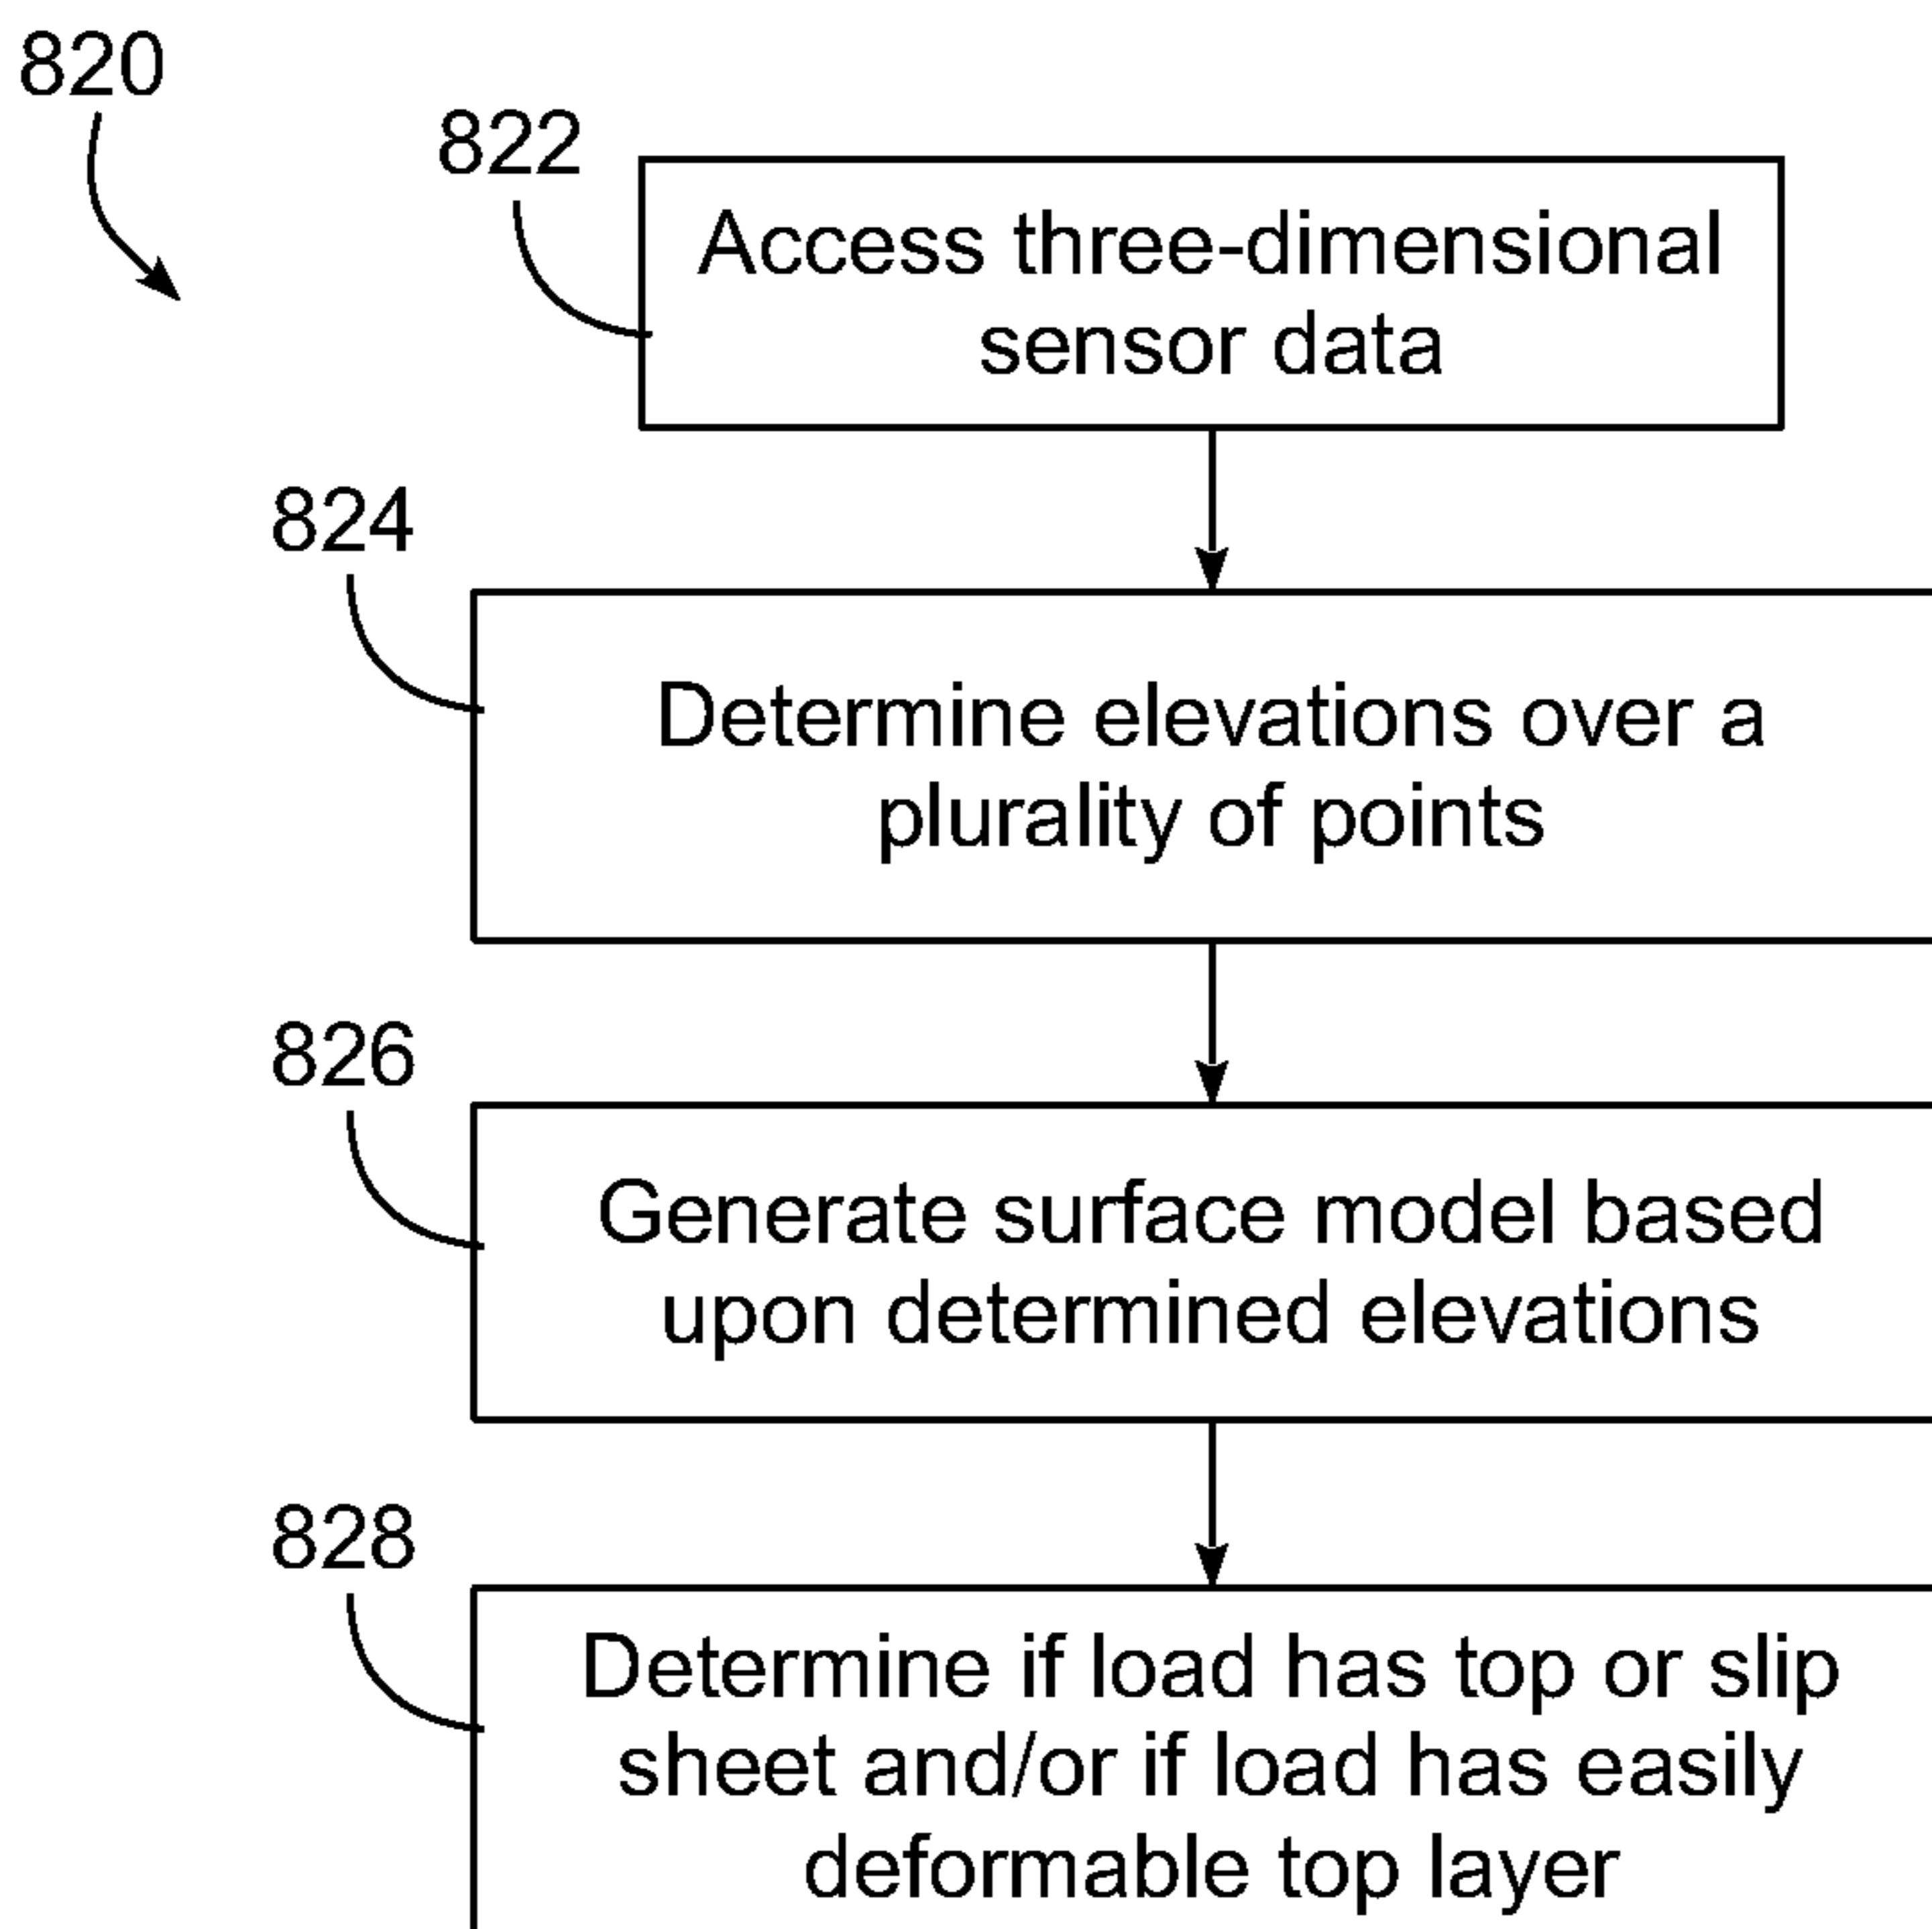 820
822
Access three-dimensional
sensor data
824
Determine elevations over a
plurality of points
826
Generate surface model based
upon determined elevations
828
Determine if load has top or slip
sheet and/or if load has easily
deformable top layer